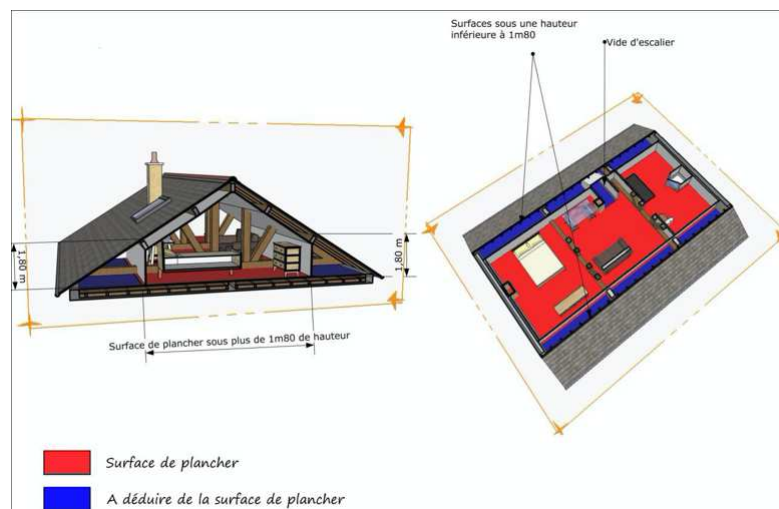 Surfaces sous une hauteur
inférieure à 1m80
Vide d'escalier
1,80 m
1,80 m
Surface de plancher sous plus de 1m80 de hauteur
Surface de plancher
A déduire de la surface de plancher